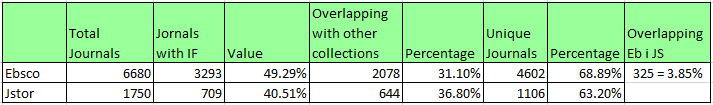 Total Journals Jornals with IF Value Overlapping with other collections Percentage Unique Journals Percentage Overlapping Eb i JS
Ebsco 6680 3293 49.29% 2078 31.10% 4602 68.89% 325 = 3.85%
Jstor 1750 709 40.51% 644 36.80% 1106 63.20%